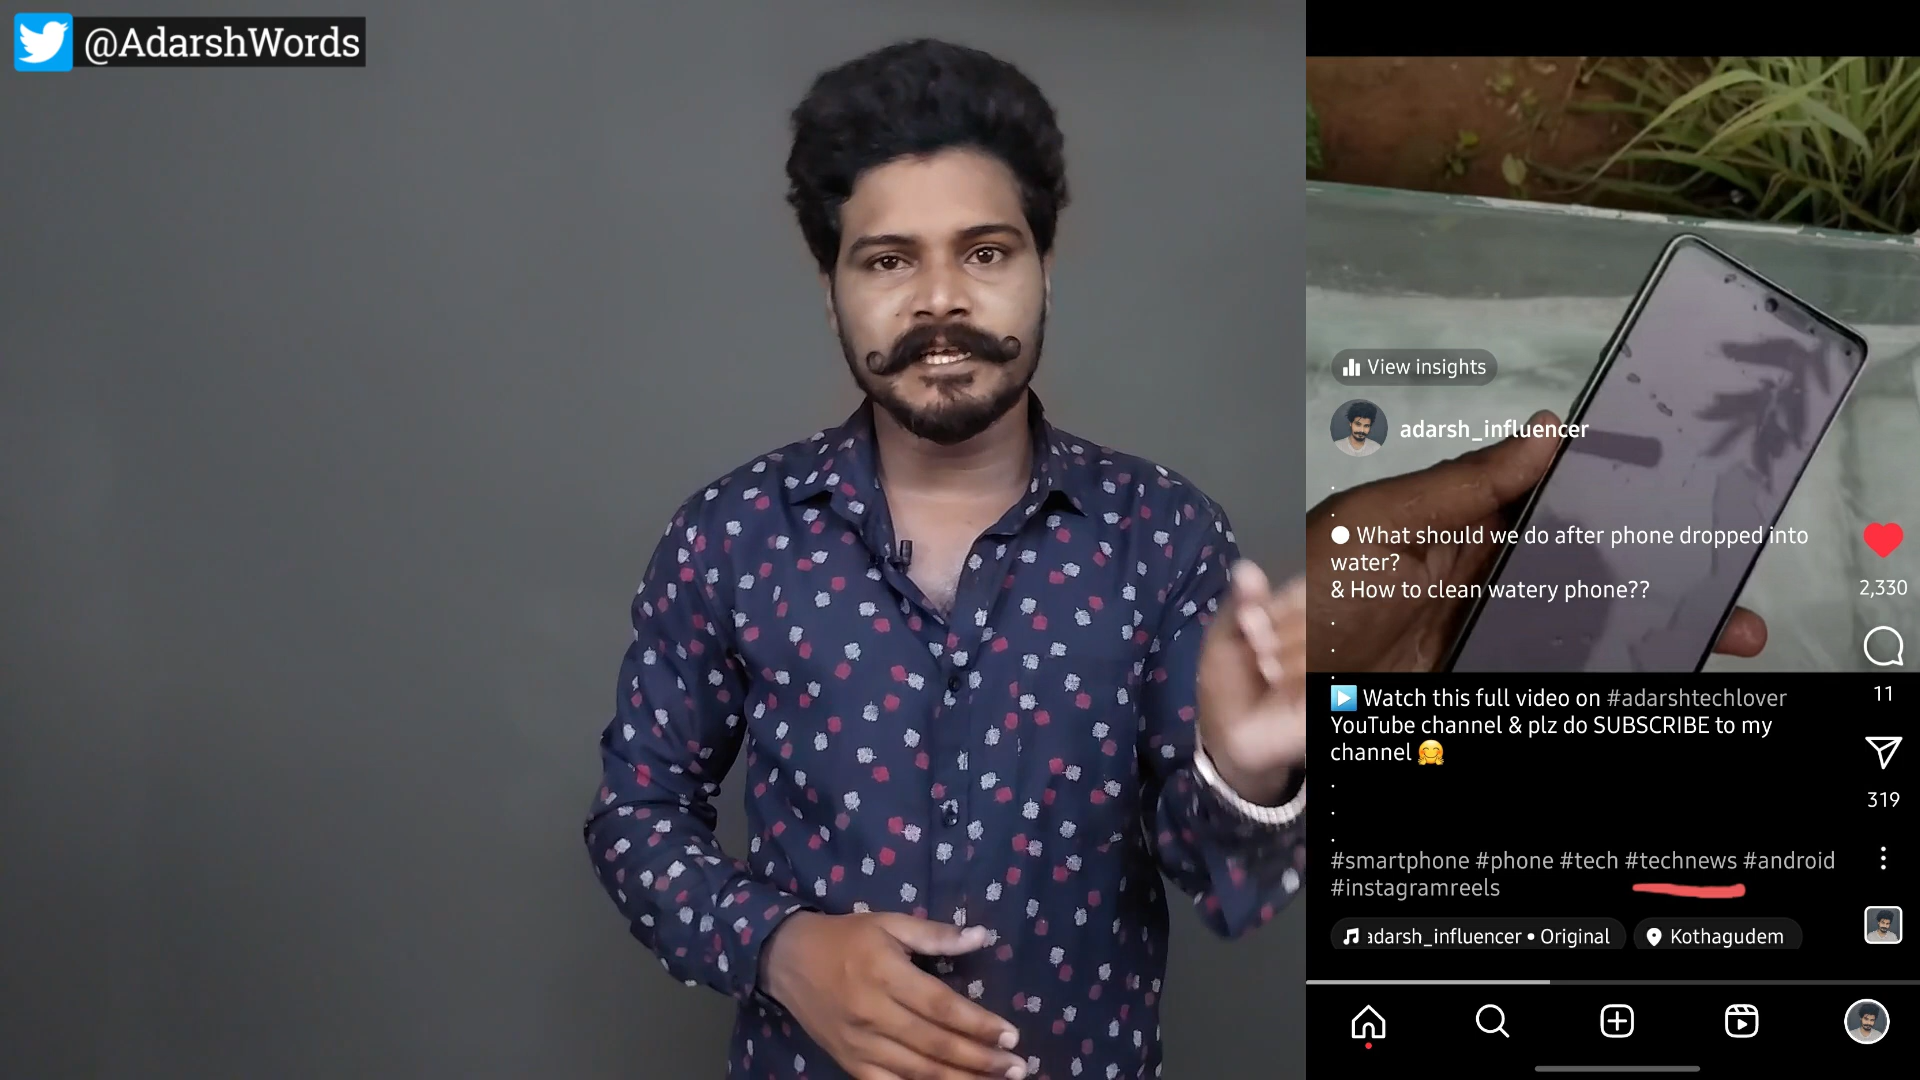 @AdarshWords
View insights
adarsh_influencer
.
.
What should we do after phone dropped into
water?
& How to clean watery phone??
.
.
.
Watch this full video on #adarshtechlover
YouTube channel & plz do SUBSCRIBE to my
channel 🤗
.
.
.
#smartphone #phone #tech #technews #android
#instagramreels
adarsh_influencer • Original
Kothagudem
2,330
11
319